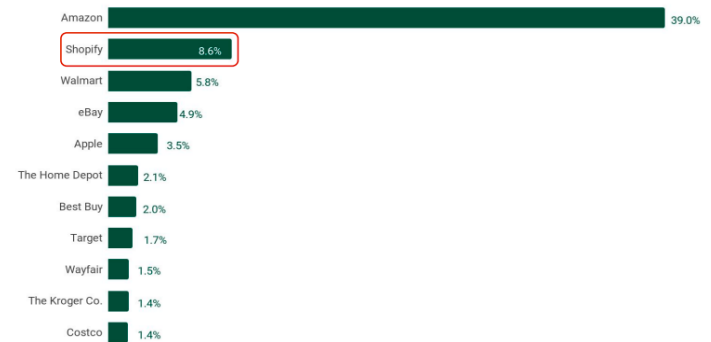 Amazon 39.0%
Shopify 8.6%
Walmart 5.8%
eBay 4.9%
Apple 3.5%
The Home Depot 2.1%
Best Buy 2.0%
Target 1.7%
Wayfair 1.5%
The Kroger Co. 1.4%
Costco 1.4%